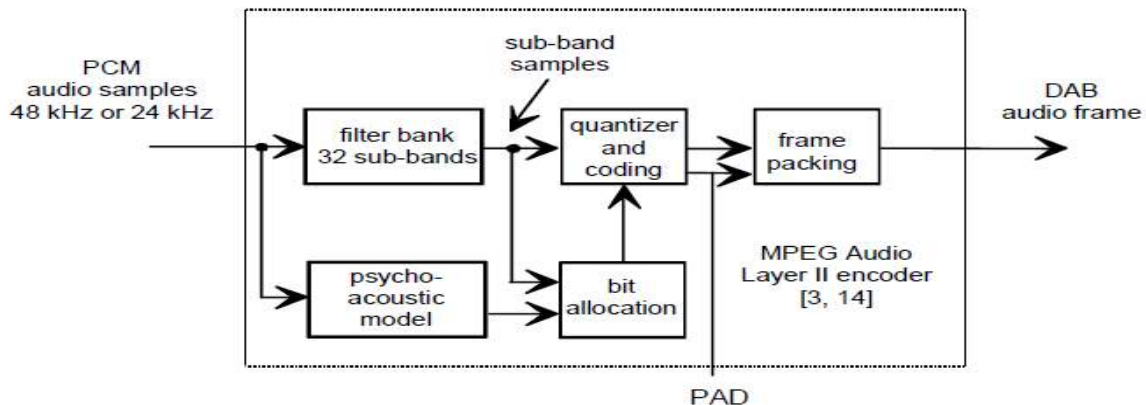 sub-band
samples
PCM
audio samples
48 kHz or 24 kHz
DAB
audio frame
filter bank
32 sub-bands
quantizer
and
coding
frame
packing
psycho-
acoustic
model
bit
allocation
MPEG Audio
Layer II encoder
[3, 14]
PAD